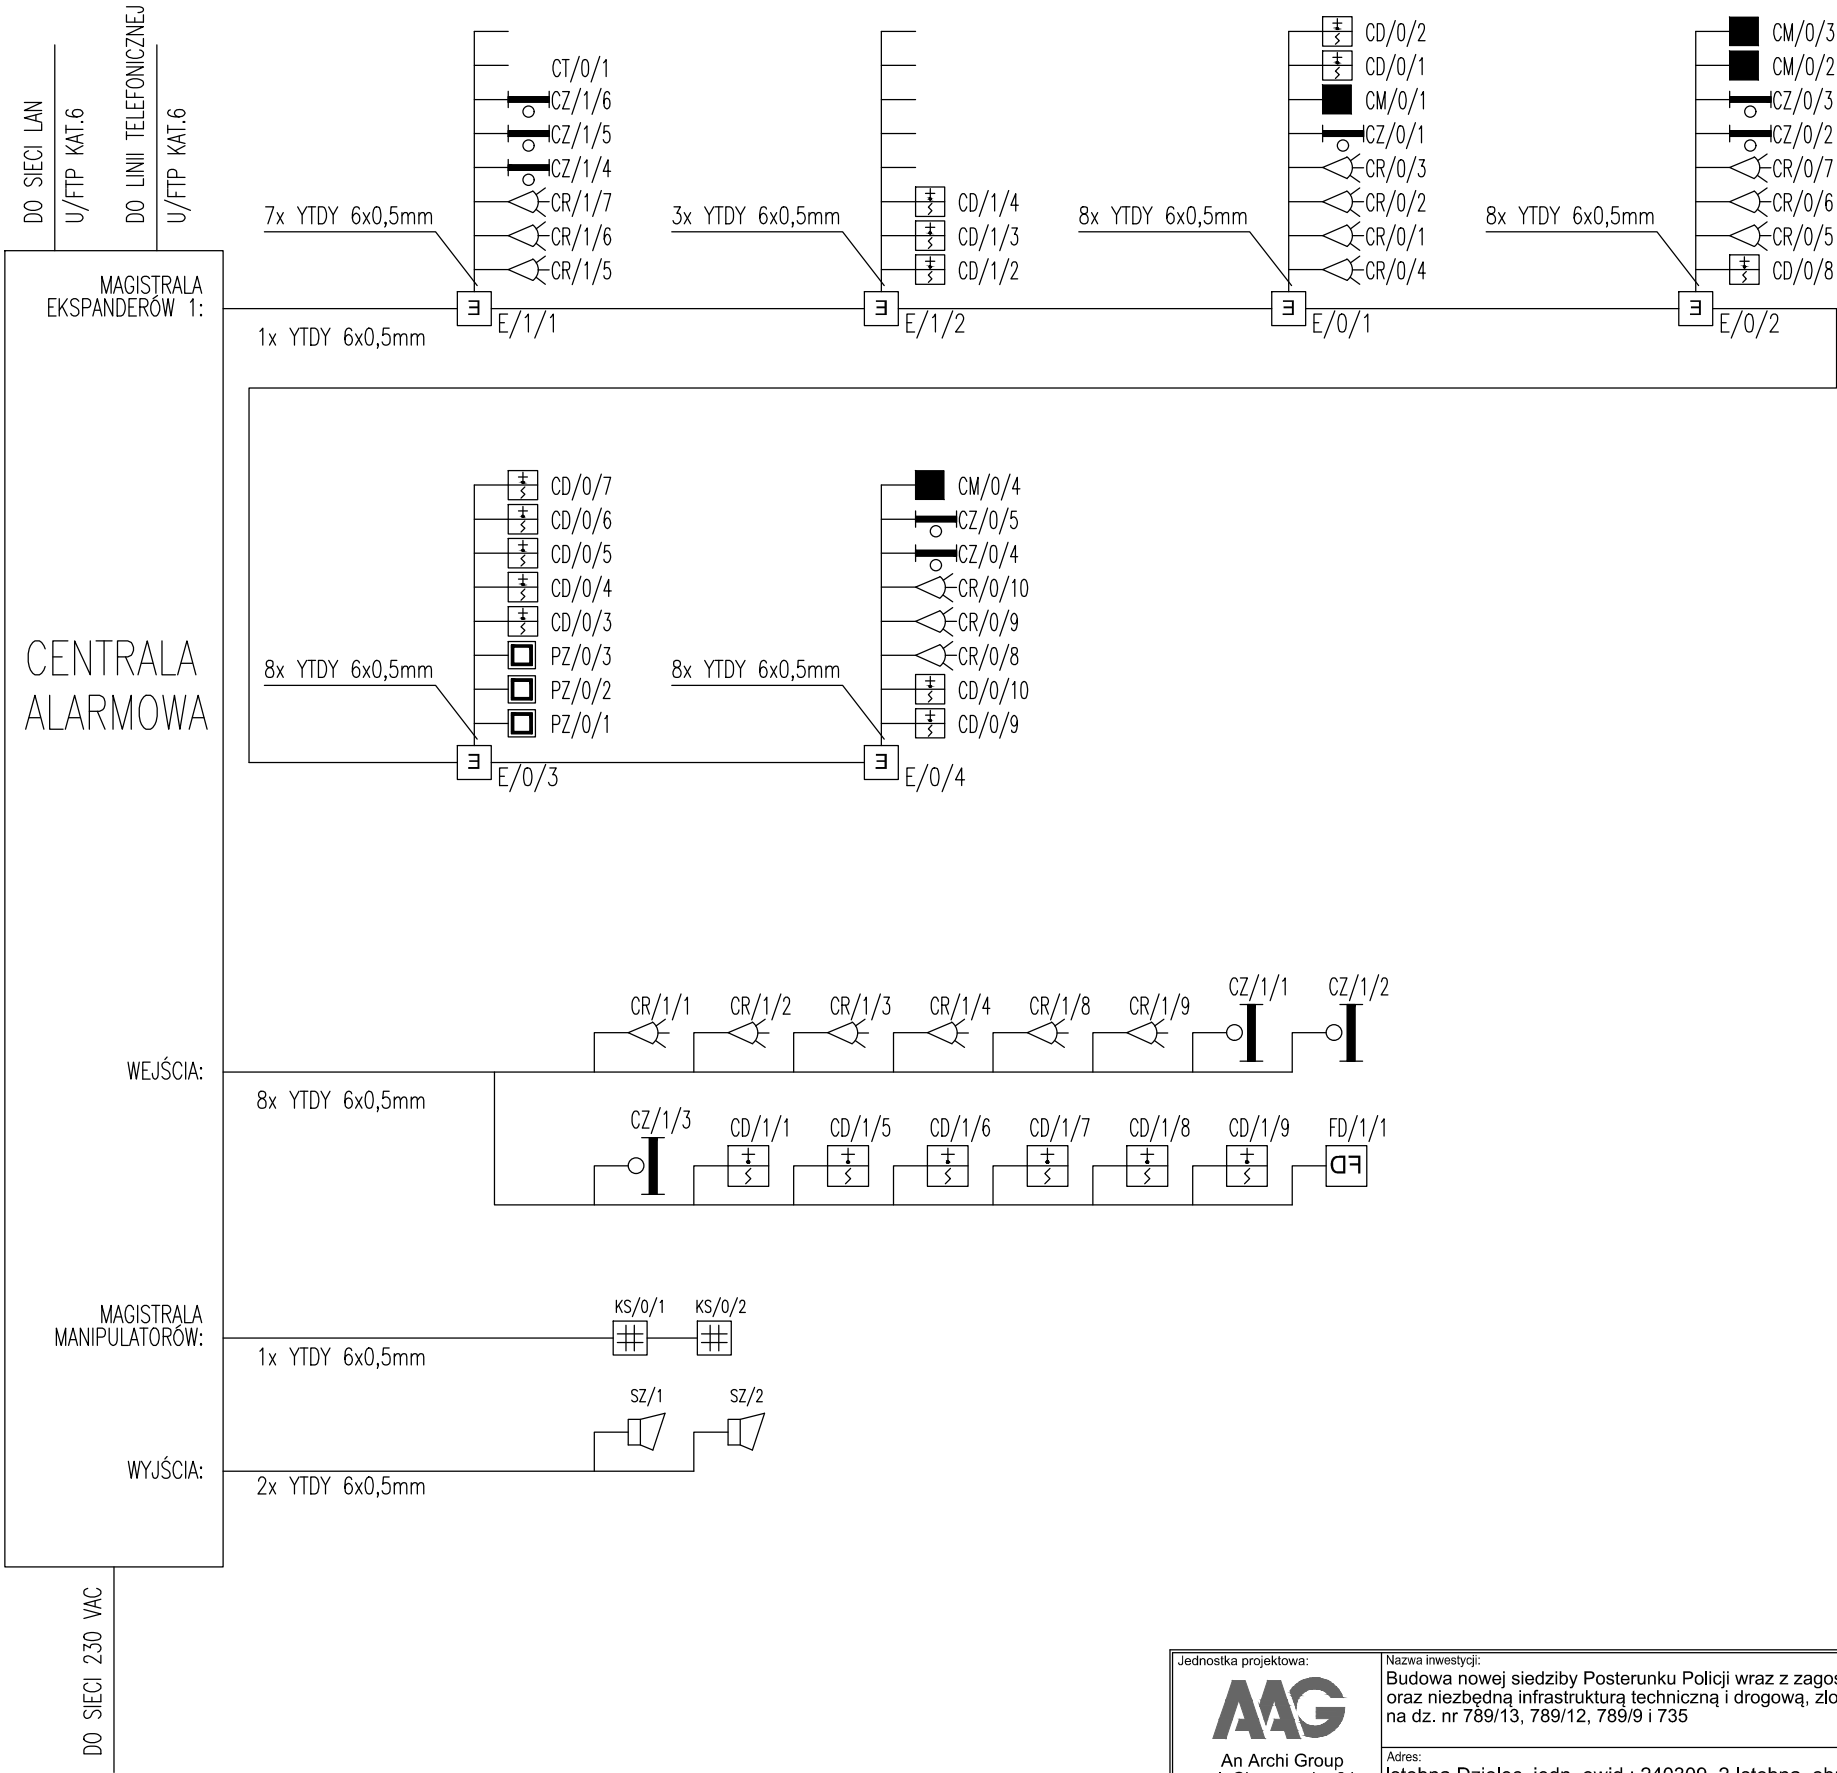 DO SIECI LAN
U/FTP KAT.6
DO LINII TELEFONICZNEJ
U/FTP KAT.6
CENTRALA
ALARMOWA
MAGISTRALA
EKSPANDERÓW 1:
1x YTDY 6x0,5mm
7x YTDY 6x0,5mm
CT/0/1
CZ/1/6
CZ/1/5
CZ/1/4
CR/1/7
CR/1/6
CR/1/5
E
E/1/1
3x YTDY 6x0,5mm
CD/1/4
CD/1/3
CD/1/2
E
E/1/2
8x YTDY 6x0,5mm
CD/0/2
CD/0/1
CM/0/1
CZ/0/1
CR/0/3
CR/0/2
CR/0/1
CR/0/4
E
E/0/1
8x YTDY 6x0,5mm
CM/0/3
CM/0/2
CZ/0/3
CZ/0/2
CR/0/7
CR/0/6
CR/0/5
CD/0/8
E
E/0/2
8x YTDY 6x0,5mm
CD/0/7
CD/0/6
CD/0/5
CD/0/4
CD/0/3
PZ/0/3
PZ/0/2
PZ/0/1
E
E/0/3
8x YTDY 6x0,5mm
CM/0/4
CZ/0/5
CZ/0/4
CR/0/10
CR/0/9
CR/0/8
CD/0/10
CD/0/9
E
E/0/4
WEJŚCIA:
8x YTDY 6x0,5mm
CR/1/1 CR/1/2 CR/1/3 CR/1/4 CR/1/8 CR/1/9 CZ/1/1 CZ/1/2
CZ/1/3 CD/1/1 CD/1/5 CD/1/6 CD/1/7 CD/1/8 CD/1/9 FD/1/1
FD
MAGISTRALA
MANIPULATORÓW:
1x YTDY 6x0,5mm
KS/0/1 KS/0/2
WYJŚCIA:
2x YTDY 6x0,5mm
SZ/1 SZ/2
DO SIECI 230 VAC
Jednostka projektowa:
AAG
An Archi Group
Nazwa inwestycji:
Budowa nowej siedziby Posterunku Policji wraz z zagos
oraz niezbędną infrastrukturą techniczną i drogową, zlo
na dz. nr 789/13, 789/12, 789/9 i 735
Adres: